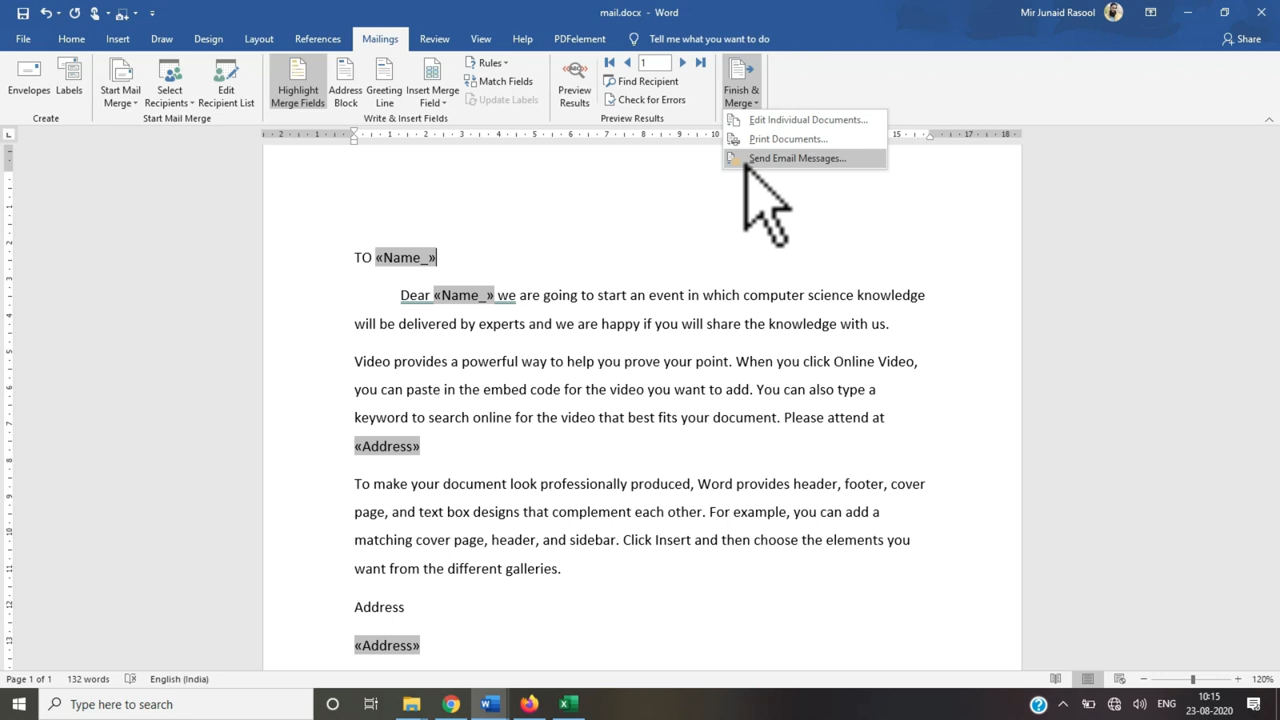 mail.docx - Word
Mir Junaid Rasool
File Home Insert Draw Design Layout References Mailings Review View Help PDFelement Tell me what you want to do Share
Envelopes
Labels
Create
Start Mail Merge
Select Recipients
Edit Recipient List
Start Mail Merge
Highlight Merge Fields
Address Block
Greeting Line
Insert Merge Field
Rules
Match Fields
Update Labels
Write & Insert Fields
ABC
Preview Results
1
Find Recipient
Check for Errors
Preview Results
Finish & Merge
Edit Individual Documents...
Print Documents...
Send Email Messages...
TO «Name_»
Dear «Name_» we are going to start an event in which computer science knowledge
will be delivered by experts and we are happy if you will share the knowledge with us.
Video provides a powerful way to help you prove your point. When you click Online Video,
you can paste in the embed code for the video you want to add. You can also type a
keyword to search online for the video that best fits your document. Please attend at
«Address»
To make your document look professionally produced, Word provides header, footer, cover
page, and text box designs that complement each other. For example, you can add a
matching cover page, header, and sidebar. Click Insert and then choose the elements you
want from the different galleries.
Address
«Address»
Page 1 of 1 132 words English (India) 120%
Type here to search
ENG
10:15
23-08-2020